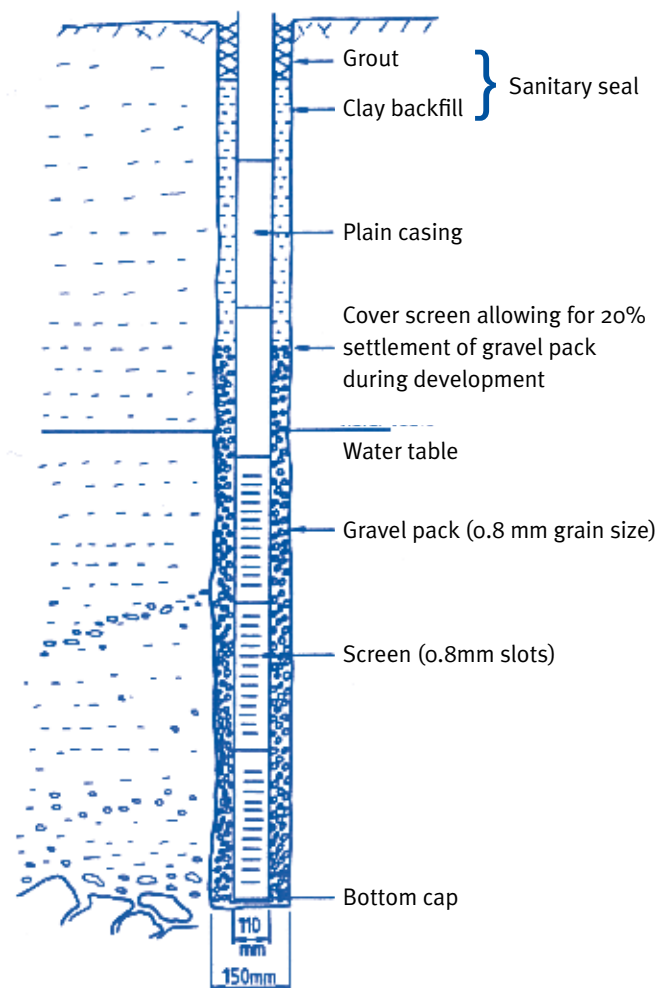 Grout
Sanitary seal
Clay backfill
Plain casing
Cover screen allowing for 20%
settlement of gravel pack
during development
Water table
Gravel pack (0.8 mm grain size)
Screen (0.8mm slots)
Bottom cap
110
mm
150mm